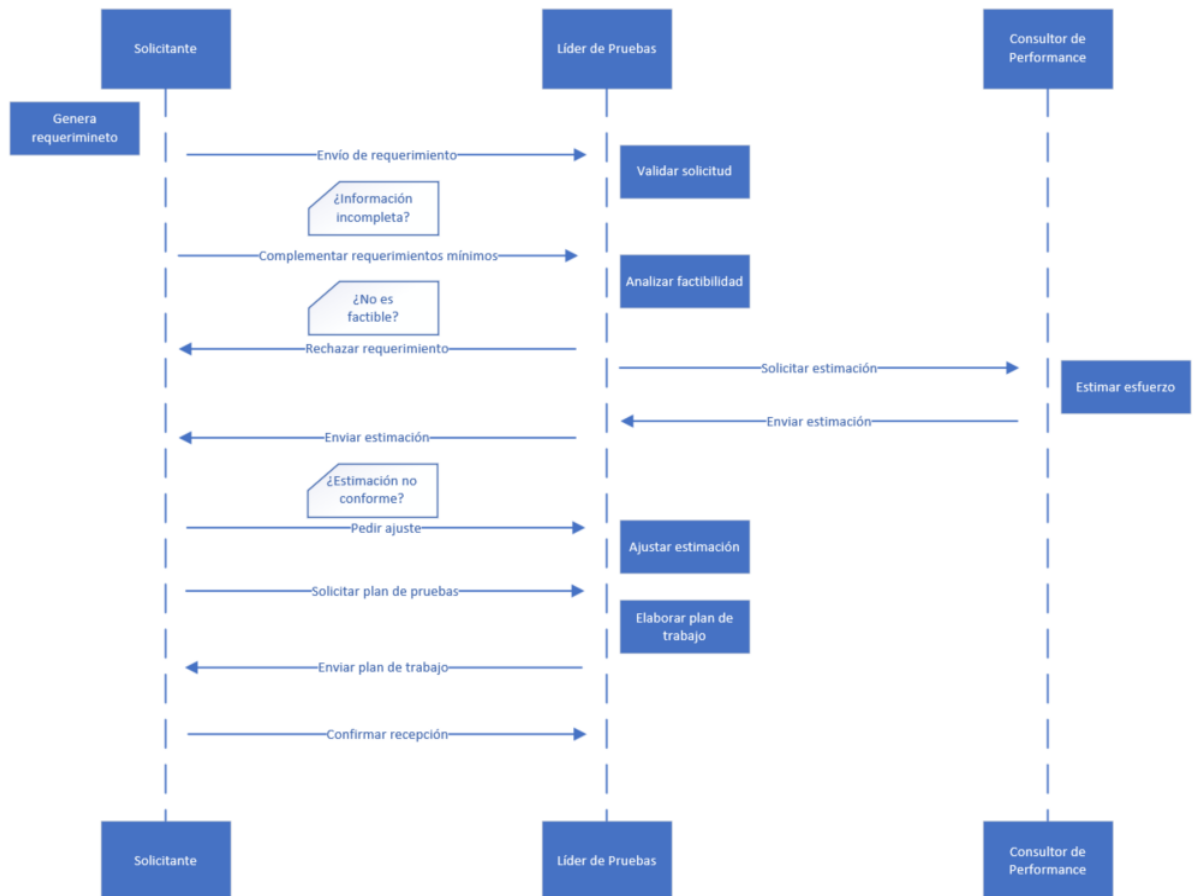 Solicitante
Líder de Pruebas
Consultor de
Performance
Genera
requerimineto
Envío de requerimiento
Validar solicitud
¿Información
incompleta?
Complementar requerimientos mínimos
Analizar factibilidad
¿No es
factible?
Rechazar requerimiento
Solicitar estimación
Estimar esfuerzo
Enviar estimación
Enviar estimación
¿Estimación no
conforme?
Pedir ajuste
Ajustar estimación
Solicitar plan de pruebas
Elaborar plan de
trabajo
Enviar plan de trabajo
Confirmar recepción
Solicitante
Líder de Pruebas
Consultor de
Performance